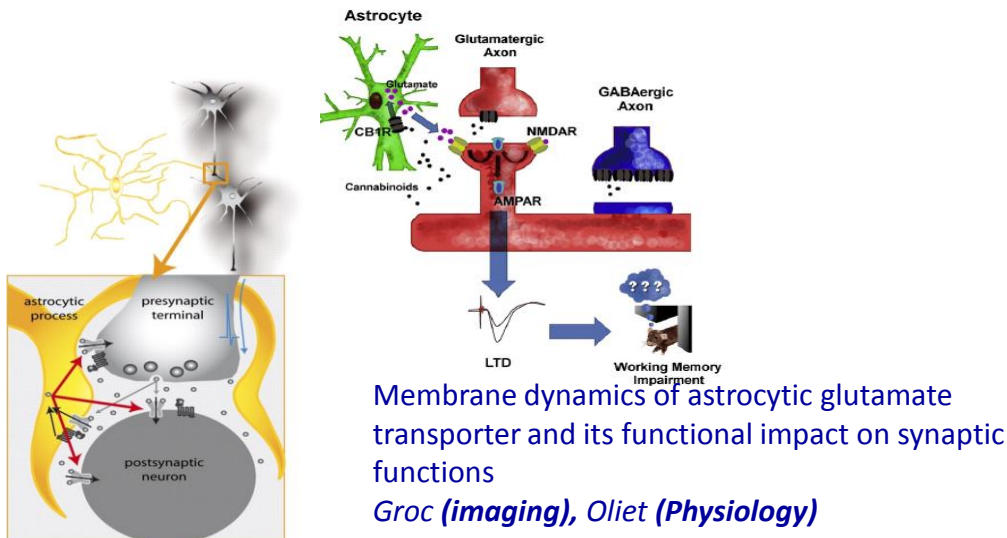 Astrocyte
Glutamatergic
Axon
Glutamate
GABAergic
Axon
CB1R
NMDAR
Cannabinoids
AMPAR
astrocytic
process
presynaptic
terminal
postsynaptic
neuron
? ? ?
LTD
Working Memory
Impairment
Membrane dynamics of astrocytic glutamate
transporter and its functional impact on synaptic
functions
Groc (imaging), Oliet (Physiology)